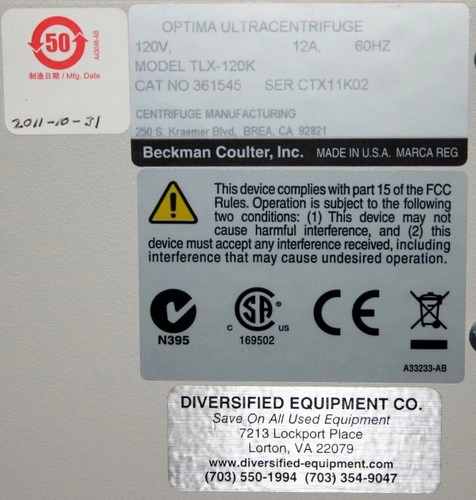 50
A43046-AB
制造日期 / Mfg. Date
2011-10-31
OPTIMA ULTRACENTRIFUGE
120V. 12A. 60HZ
MODEL TLX-120K
CAT NO 361545 SER CTX11K02
CENTRIFUGE MANUFACTURING
250 S. Kraemer Blvd, BREA, CA 92821
Beckman Coulter, Inc. MADE IN U.S.A. MARCA REG
This device complies with part 15 of the FCC
Rules. Operation is subject to the following
two conditions: (1) This device may not
cause harmful interference, and (2) this
device must accept any interference received, including
interference that may cause undesired operation.
N395
C SA US
169502
CE
A33233-AB
DIVERSIFIED EQUIPMENT CO.
Save On All Used Equipment
7213 Lockport Place
Lorton, VA 22079
www.diversified-equipment.com
(703) 550-1994 (703) 354-9047